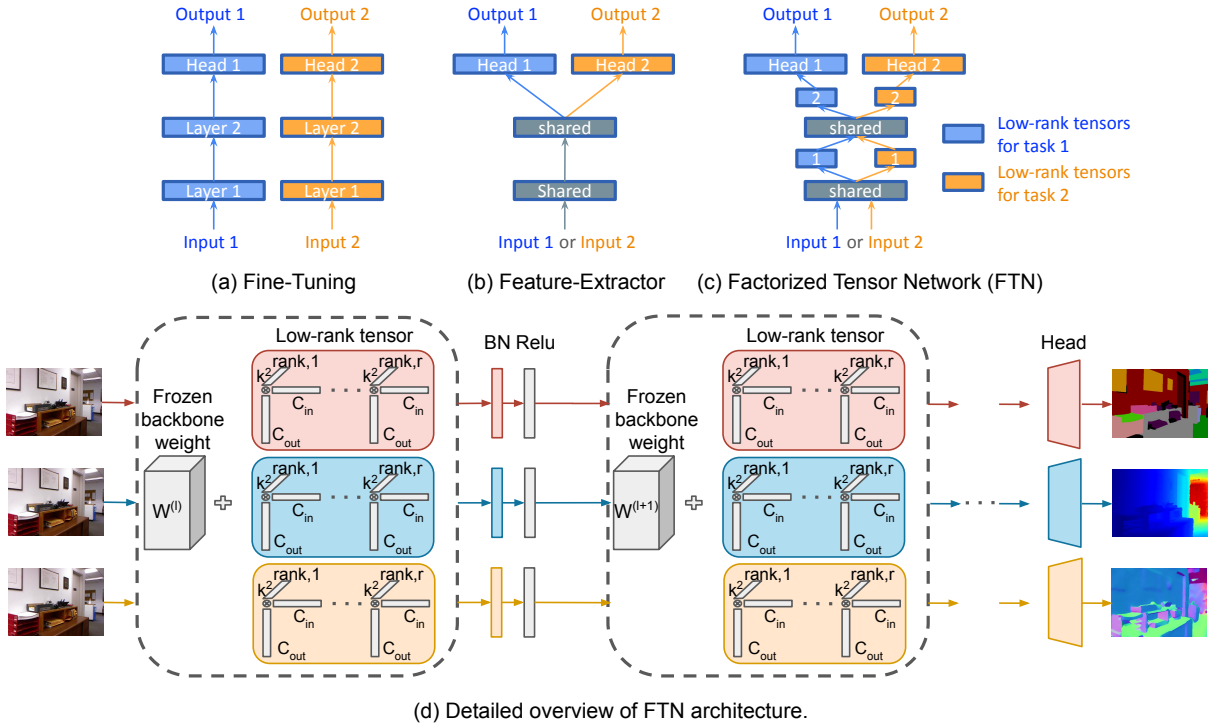 Output 1 Output 2 Output 1 Output 2 Output 1 Output 2
Head 1 Head 2 Head 1 Head 2 Head 1 Head 2
2 2
Layer 2 Layer 2 shared shared
Low-rank tensors
for task 1
1 1
Low-rank tensors
for task 2
Layer 1 Layer 1 Shared shared
Input 1 Input 2 Input 1 or Input 2 Input 1 or Input 2
(a) Fine-Tuning (b) Feature-Extractor (c) Factorized Tensor Network (FTN)
Low-rank tensor BN Relu Low-rank tensor Head
rank,1 rank,r rank,1 rank,r
k² k² k² k²
Cin Cin Cin Cin
Cout Cout Cout Cout
Frozen
backbone
weight
Frozen
backbone
weight
rank,1 rank,r rank,1 rank,r
k² k² k² k²
W(l) + W(l+1) +
Cin Cin Cin Cin
Cout Cout Cout Cout
rank,1 rank,r rank,1 rank,r
k² k² k² k²
Cin Cin Cin Cin
Cout Cout Cout Cout
(d) Detailed overview of FTN architecture.